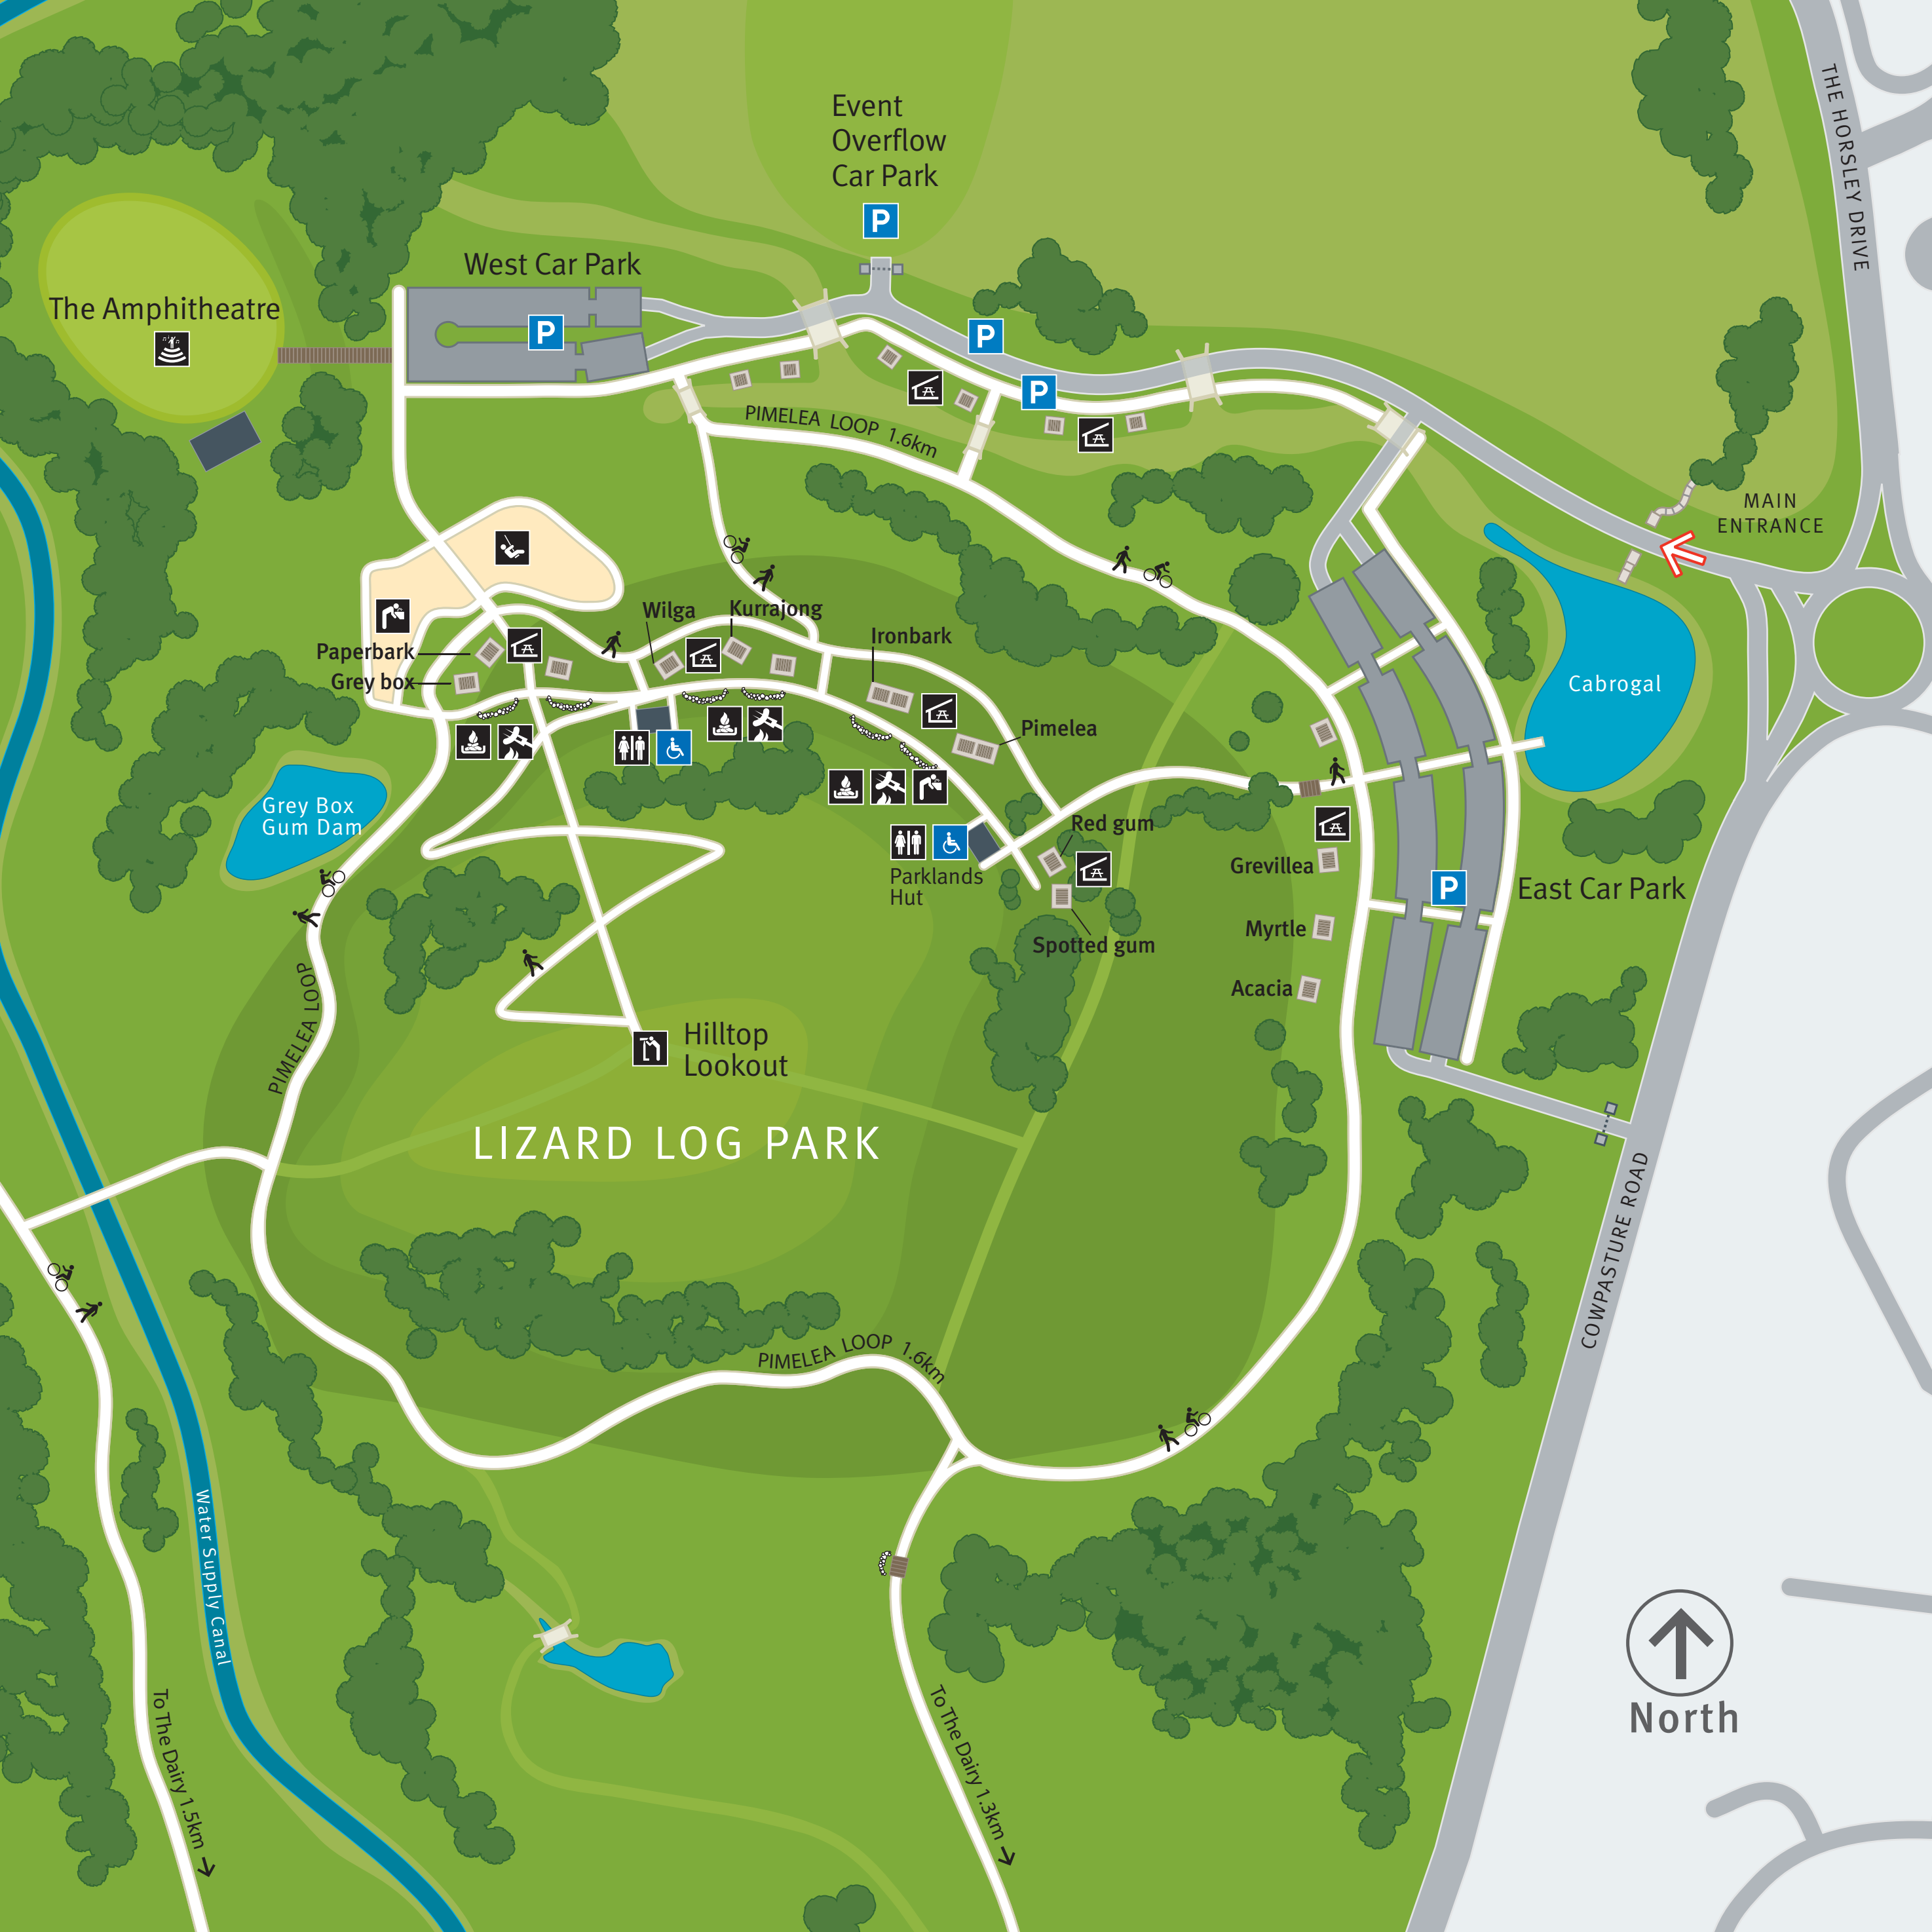 THE HORSLEY DRIVE
Event
Overflow
Car Park
P
West Car Park
The Amphitheatre
P
P
P
PIMELEA LOOP 1.6km
MAIN
ENTRANCE
Wilga
Kurrajong
Ironbark
Paperbark
Grey box
Cabrogal
Pimelea
Grey Box
Gum Dam
Red gum
Parklands
Hut
Grevillea
P
East Car Park
Myrtle
Spotted gum
Acacia
PIMELEA LOOP
Hilltop
Lookout
LIZARD LOG PARK
COWPASTURE ROAD
PIMELEA LOOP 1.6km
Water Supply Canal
To The Dairy 1.5km
To The Dairy 1.3km
North